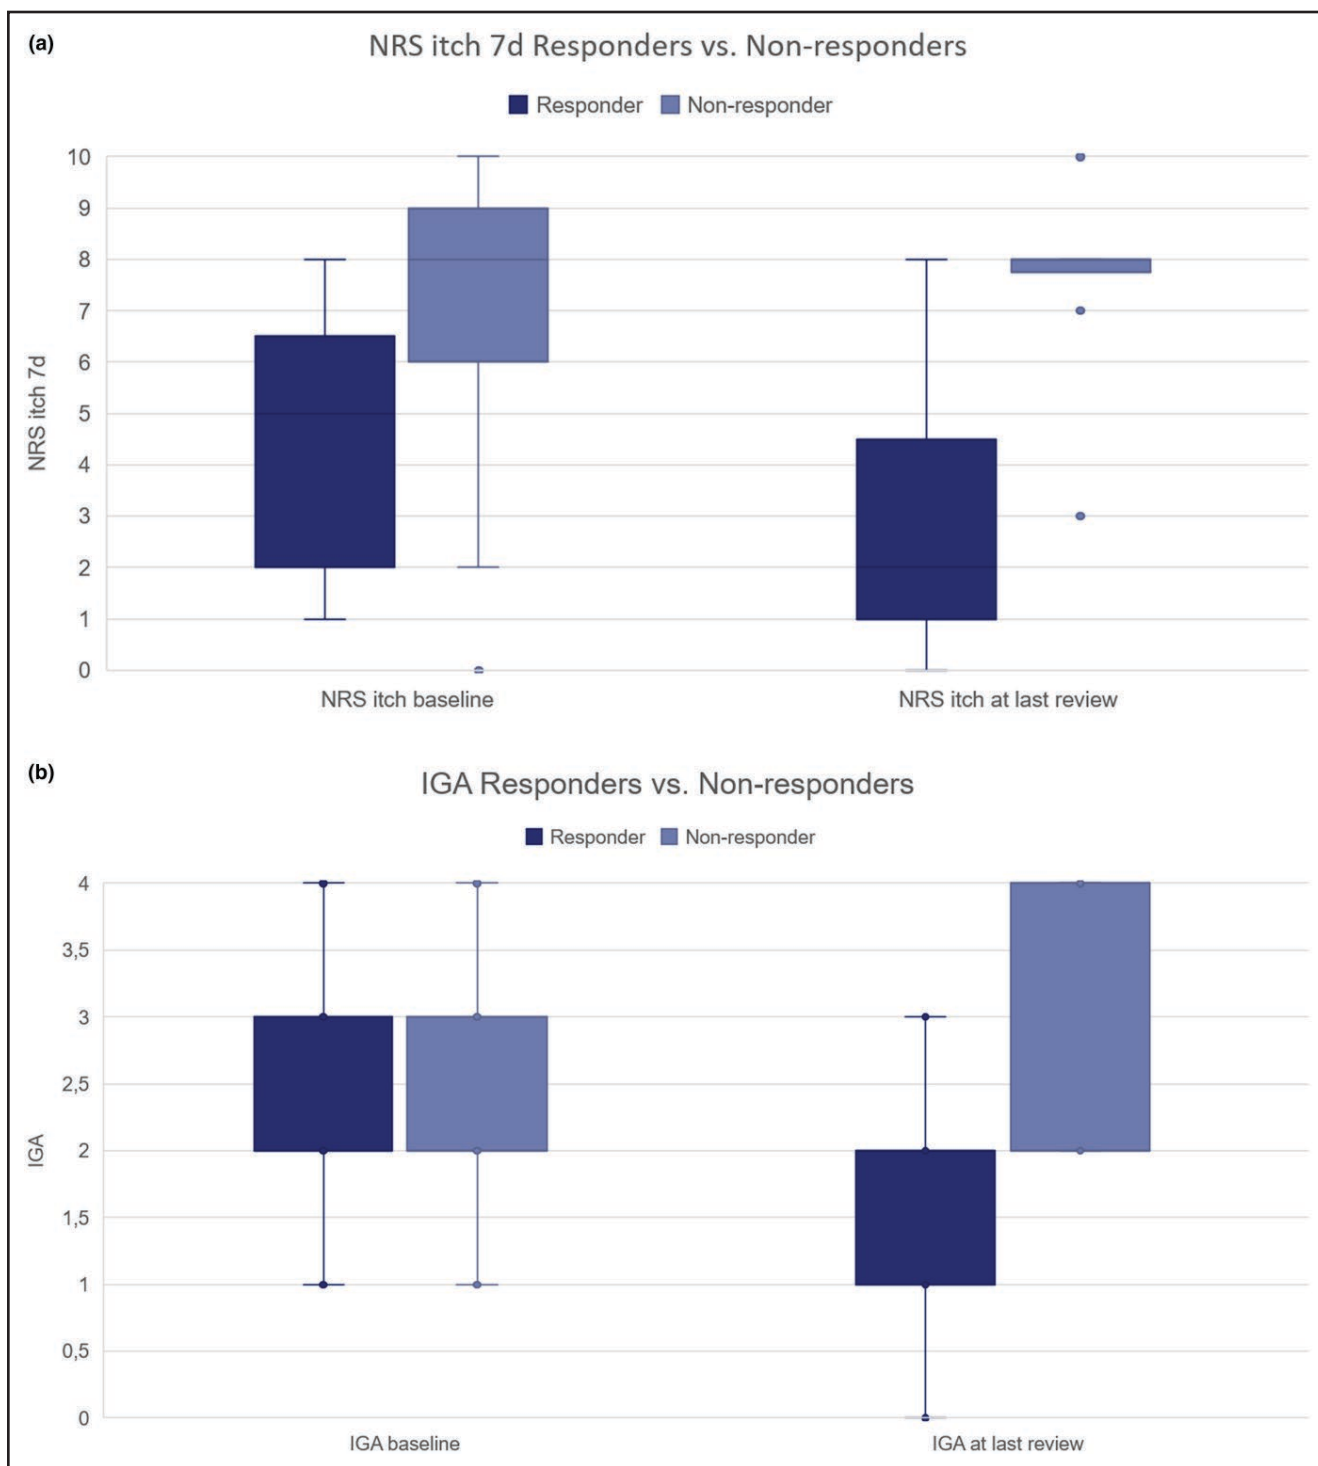 (a)
NRS itch 7d Responders vs. Non-responders
Responder Non-responder
10
9
8
7
6
5
4
3
2
1
0
NRS itch 7d
NRS itch baseline NRS itch at last review
(b)
IGA Responders vs. Non-responders
Responder Non-responder
4
3,5
3
2,5
2
1,5
1
0,5
0
IGA
IGA baseline IGA at last review